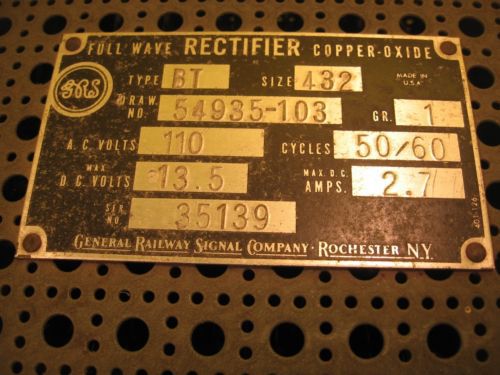 FULL WAVE RECTIFIER COPPER-OXIDE
GRS
TYPE BT SIZE 432 MADE IN U.S.A.
DRAW. NO. 54935-103 GR. 1
A.C. VOLTS 110 CYCLES 50/60
MAX. D.C. VOLTS 13.5 MAX. D.C. AMPS. 2.7
SER. NO. 35139
GENERAL RAILWAY SIGNAL COMPANY · ROCHESTER N.Y.